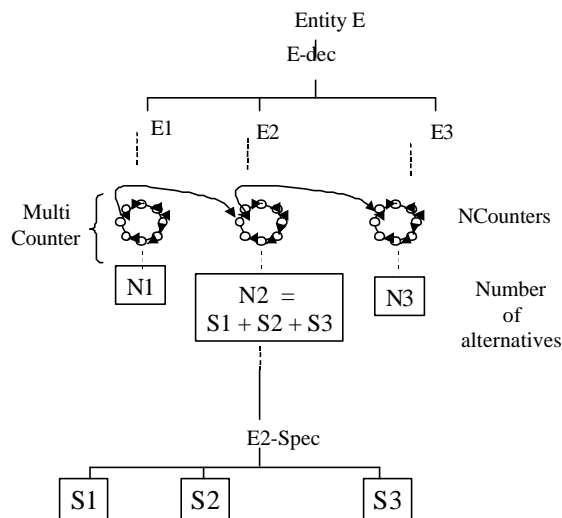 Entity E
E-dec
E1
E2
E3
Multi
Counter
NCounters
N1
N2 =
S1 + S2 + S3
N3
Number
of
alternatives
E2-Spec
S1
S2
S3